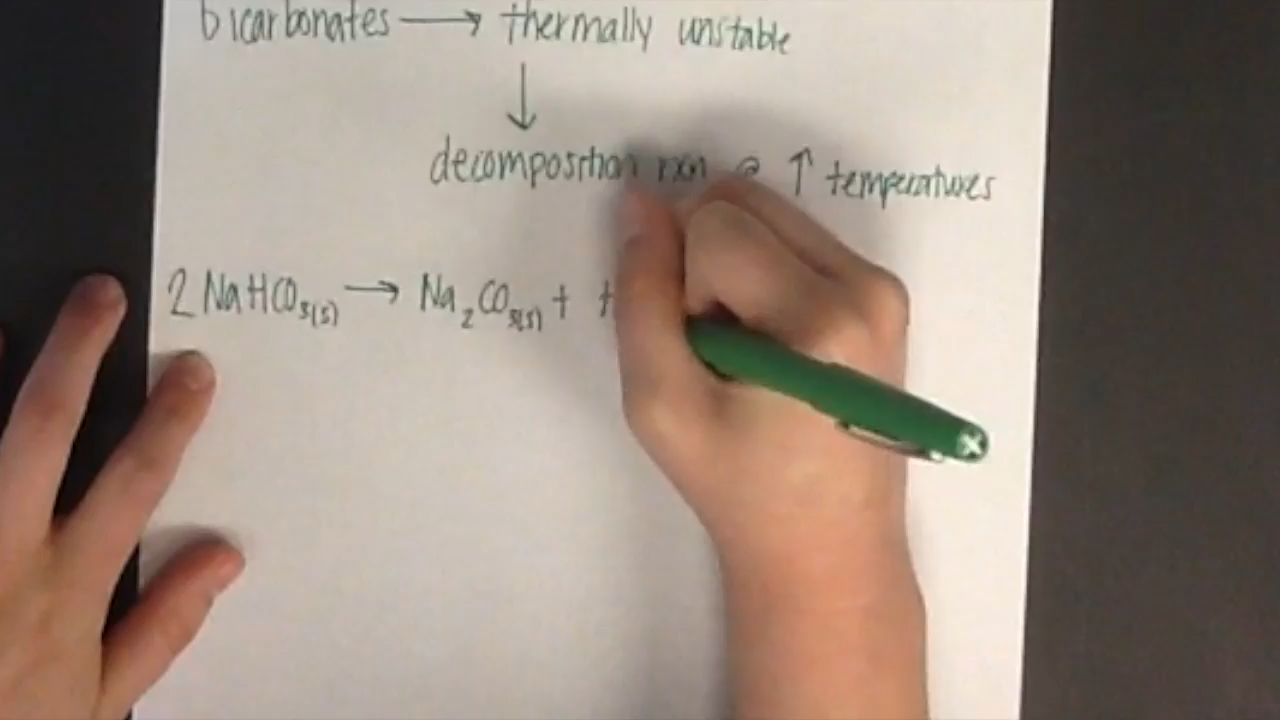 bicarbonates → thermally unstable
↓
decomposition rxn @ ↑ temperatures
2 NaHCO₃(s) → Na₂CO₃(s) +